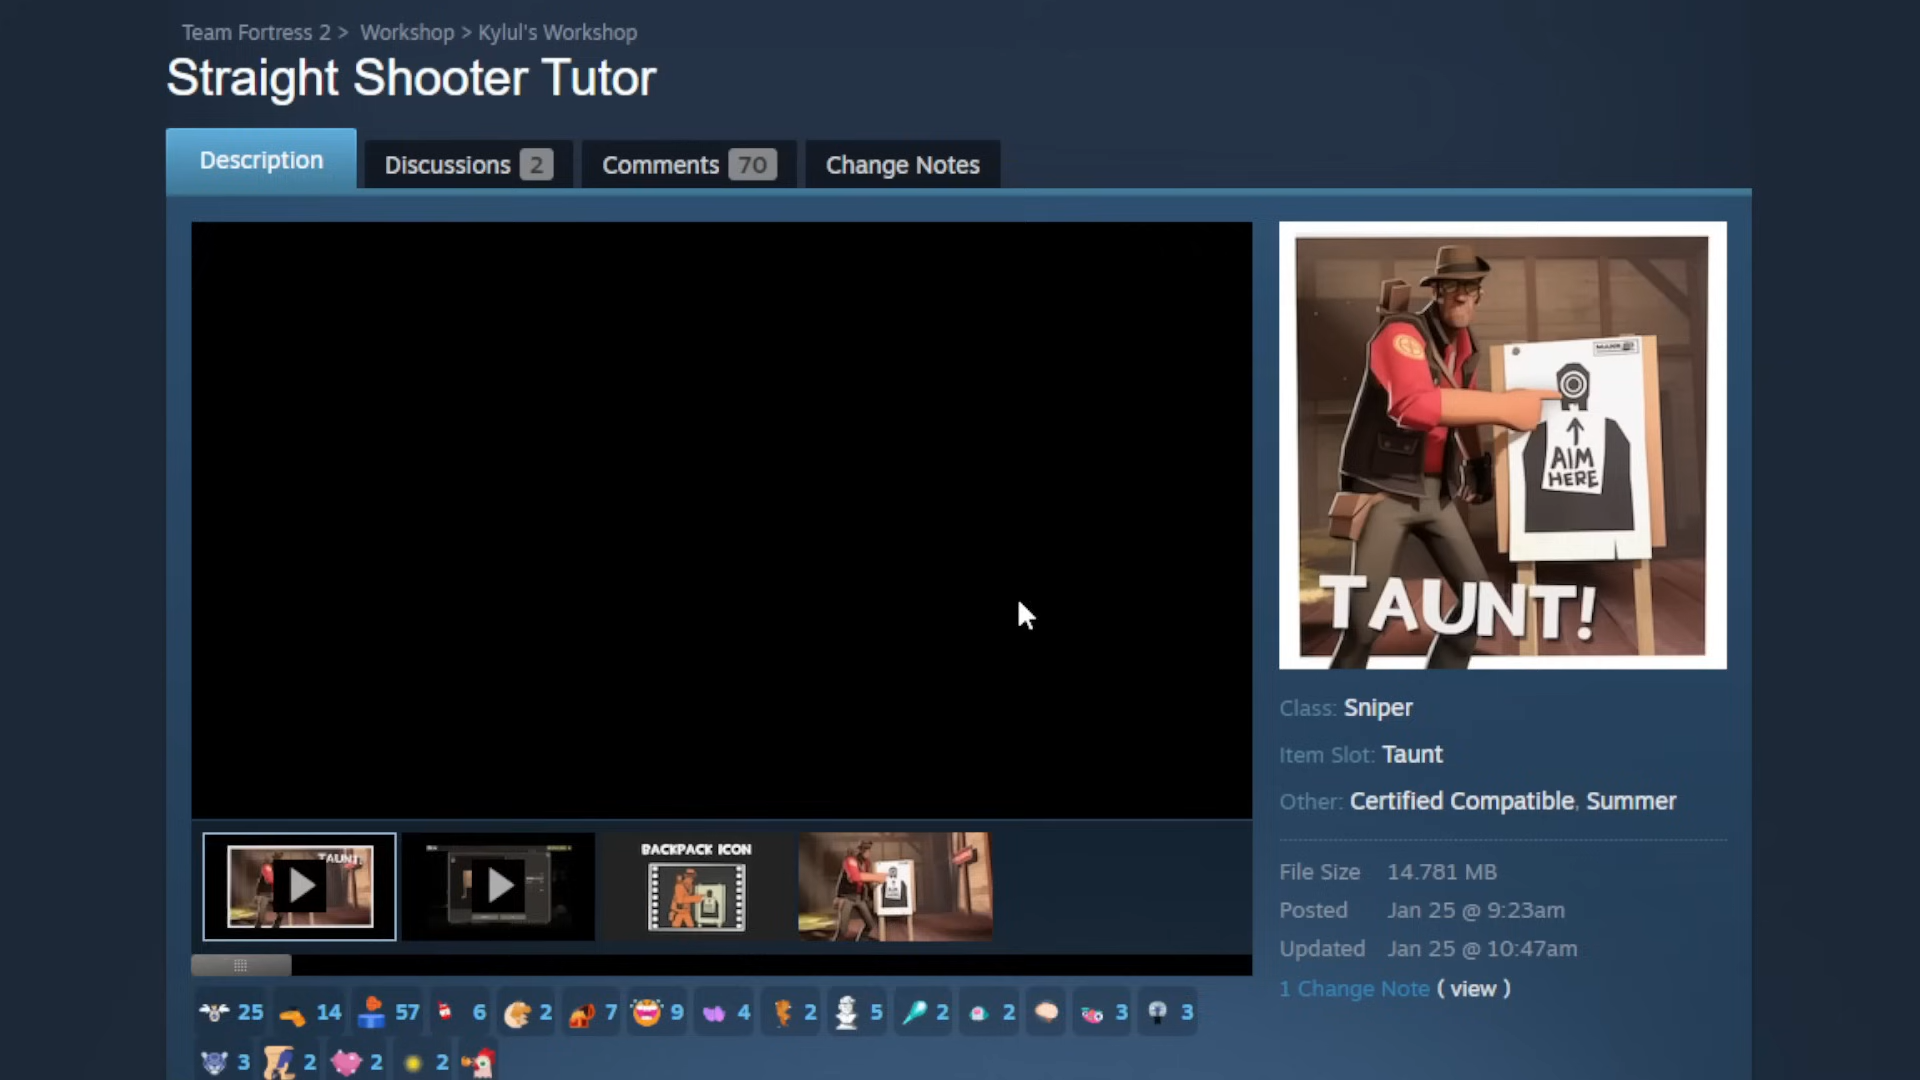 Team Fortress 2 > Workshop > Kylul's Workshop
Straight Shooter Tutor
Description
Discussions 2
Comments 70
Change Notes
AIM
HERE
TAUNT!
Class: Sniper
Item Slot: Taunt
Other: Certified Compatible, Summer
TAUNT!
BACKPACK ICON
File Size 14.781 MB
Posted Jan 25 @ 9:23am
Updated Jan 25 @ 10:47am
1 Change Note ( view )
25 14 57 6 2 7 9 4 2 5 2 2 3 3
3 2 2 2